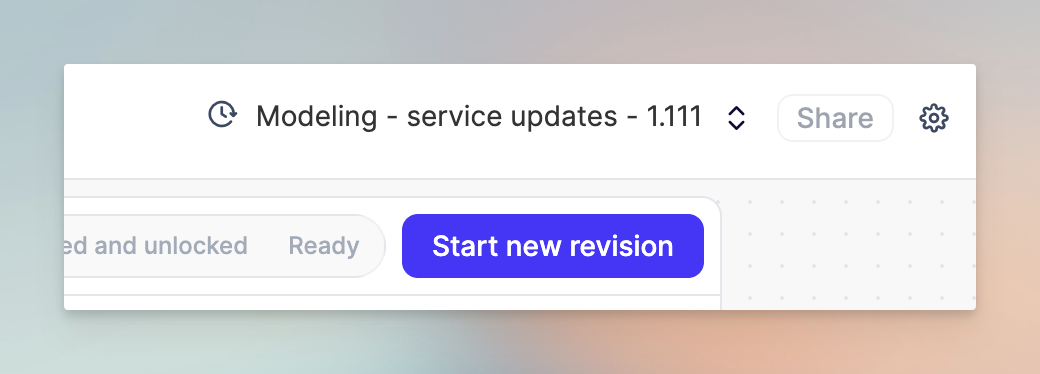 Modeling - service updates - 1.111 Share
ed and unlocked Ready Start new revision